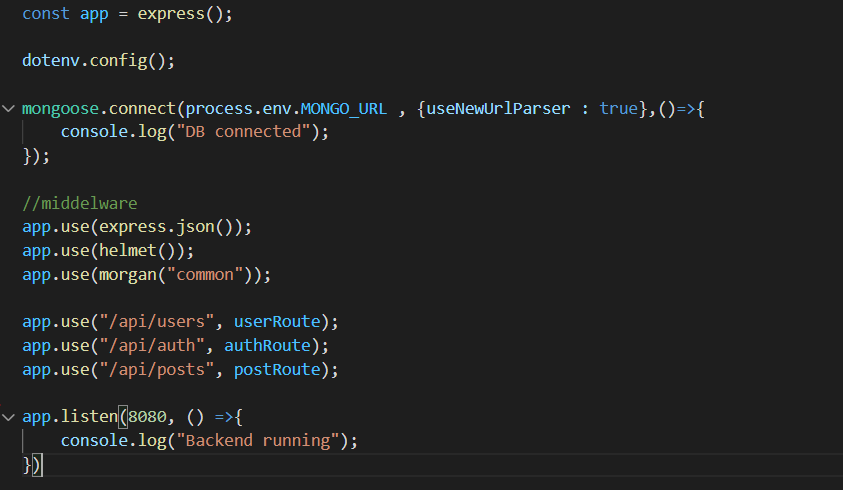 const app = express();
dotenv.config();
mongoose.connect(process.env.MONGO_URL , {useNewUrlParser : true},()=>{
    console.log("DB connected");
});
//middelware
app.use(express.json());
app.use(helmet());
app.use(morgan("common"));
app.use("/api/users", userRoute);
app.use("/api/auth", authRoute);
app.use("/api/posts", postRoute);
app.listen(8080, () =>{
    console.log("Backend running");
})